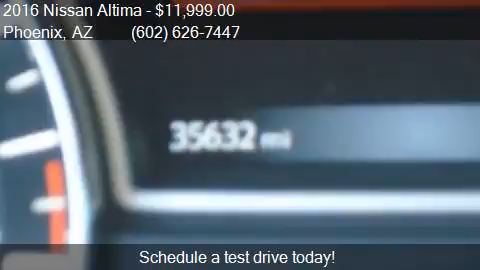 2016 Nissan Altima - $11,999.00
Phoenix, AZ (602) 626-7447
35632 mi
Schedule a test drive today!